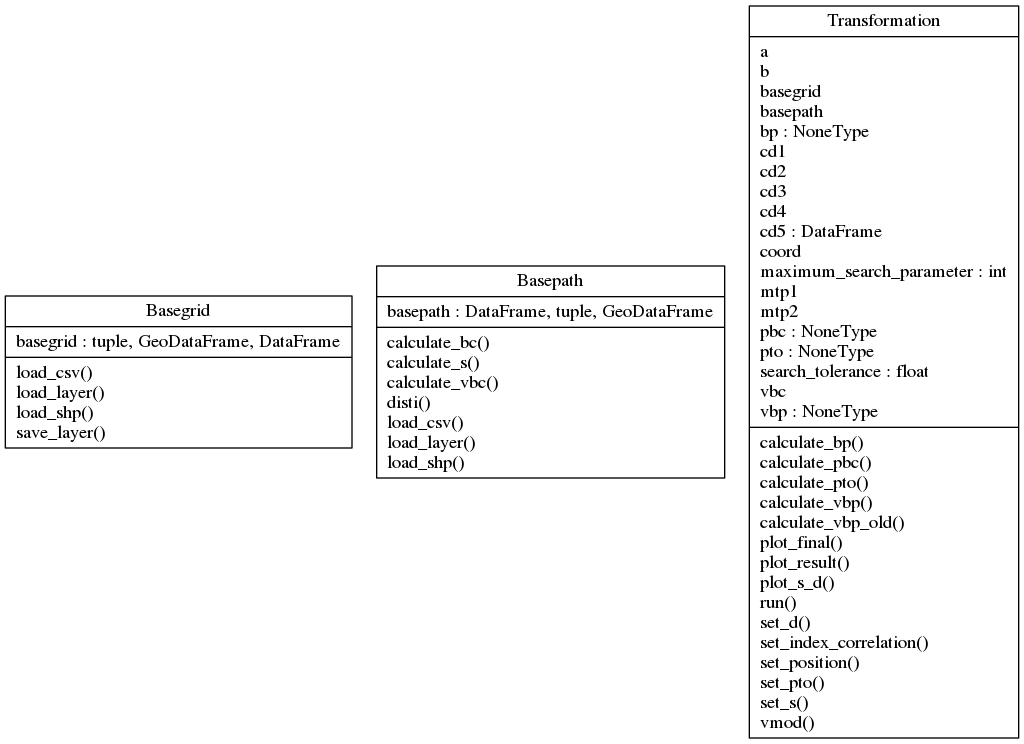 Basegrid
basegrid : tuple, GeoDataFrame, DataFrame
load_csv()
load_layer()
load_shp()
save_layer()
Basepath
basepath : DataFrame, tuple, GeoDataFrame
calculate_bc()
calculate_s()
calculate_vbc()
disti()
load_csv()
load_layer()
load_shp()
Transformation
a
b
basegrid
basepath
bp : NoneType
cd1
cd2
cd3
cd4
cd5 : DataFrame
coord
maximum_search_parameter : int
mtp1
mtp2
pbc : NoneType
pto : NoneType
search_tolerance : float
vbc
vbp : NoneType
calculate_bp()
calculate_pbc()
calculate_pto()
calculate_vbp()
calculate_vbp_old()
plot_final()
plot_result()
plot_s_d()
run()
set_d()
set_index_correlation()
set_position()
set_pto()
set_s()
vmod()